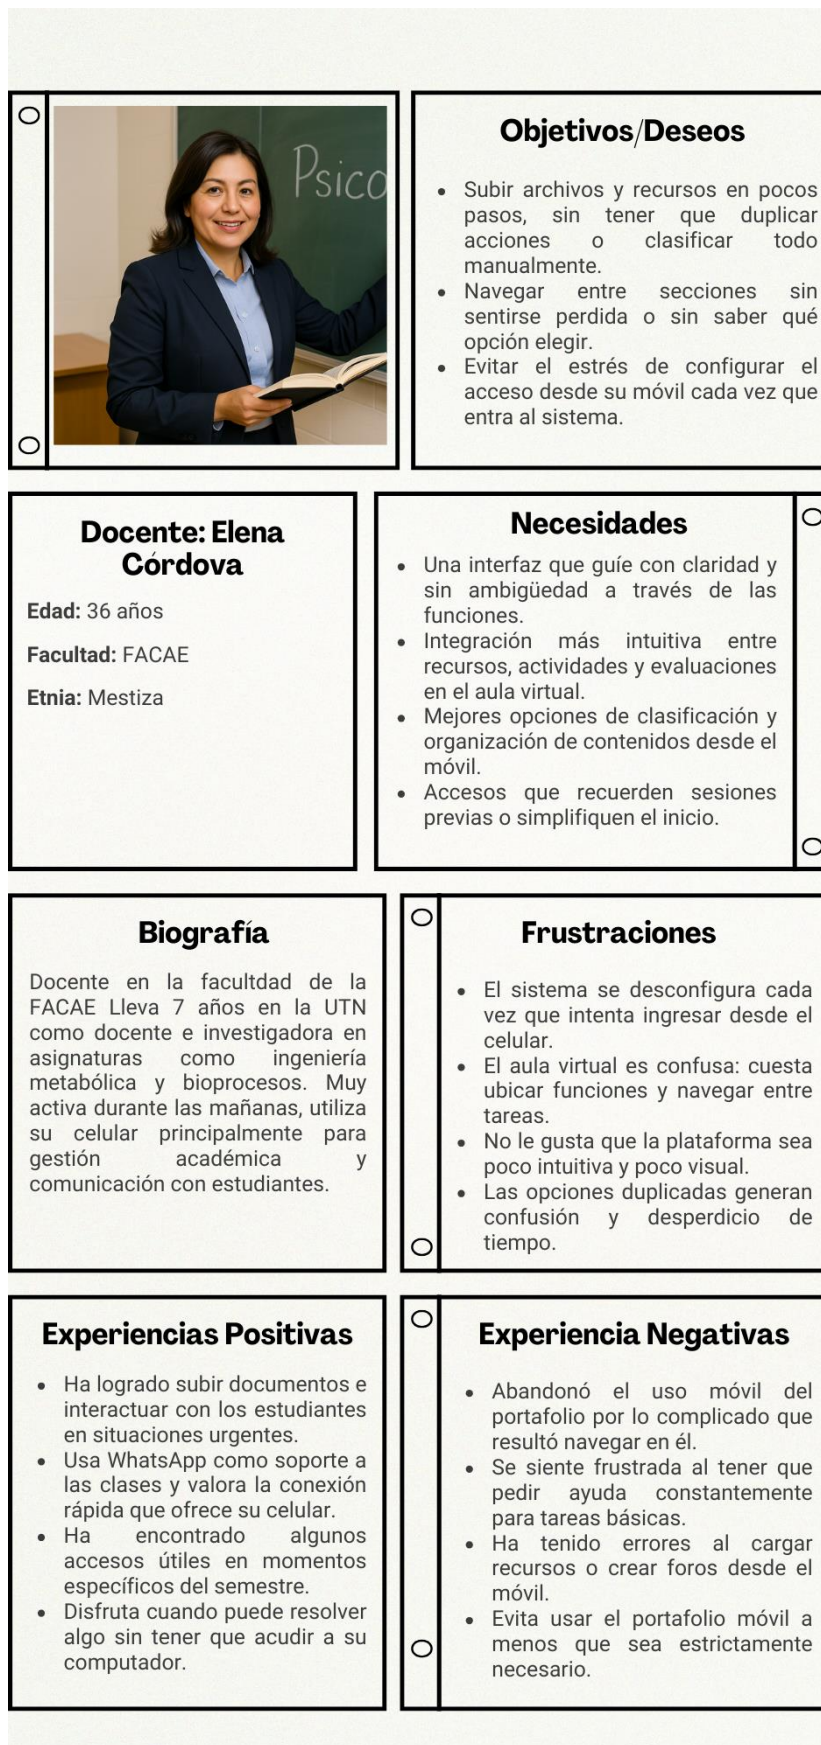 Psico
Objetivos/Deseos
• Subir archivos y recursos en pocos
pasos, sin tener que duplicar
acciones o clasificar todo
manualmente.
• Navegar entre secciones sin
sentirse perdida o sin saber qué
opción elegir.
• Evitar el estrés de configurar el
acceso desde su móvil cada vez que
entra al sistema.
Docente: Elena
Córdova
Edad: 36 años
Facultad: FACAE
Etnia: Mestiza
Necesidades
• Una interfaz que guíe con claridad y
sin ambigüedad a través de las
funciones.
• Integración más intuitiva entre
recursos, actividades y evaluaciones
en el aula virtual.
• Mejores opciones de clasificación y
organización de contenidos desde el
móvil.
• Accesos que recuerden sesiones
previas o simplifiquen el inicio.
Biografía
Docente en la facultdad de la
FACAE Lleva 7 años en la UTN
como docente e investigadora en
asignaturas como ingeniería
metabólica y bioprocesos. Muy
activa durante las mañanas, utiliza
su celular principalmente para
gestión académica y
comunicación con estudiantes.
Frustraciones
• El sistema se desconfigura cada
vez que intenta ingresar desde el
celular.
• El aula virtual es confusa: cuesta
ubicar funciones y navegar entre
tareas.
• No le gusta que la plataforma sea
poco intuitiva y poco visual.
• Las opciones duplicadas generan
confusión y desperdicio de
tiempo.
Experiencias Positivas
• Ha logrado subir documentos e
interactuar con los estudiantes
en situaciones urgentes.
• Usa WhatsApp como soporte a
las clases y valora la conexión
rápida que ofrece su celular.
• Ha encontrado algunos
accesos útiles en momentos
específicos del semestre.
• Disfruta cuando puede resolver
algo sin tener que acudir a su
computador.
Experiencia Negativas
• Abandonó el uso móvil del
portafolio por lo complicado que
resultó navegar en él.
• Se siente frustrada al tener que
pedir ayuda constantemente
para tareas básicas.
• Ha tenido errores al cargar
recursos o crear foros desde el
móvil.
• Evita usar el portafolio móvil a
menos que sea estrictamente
necesario.